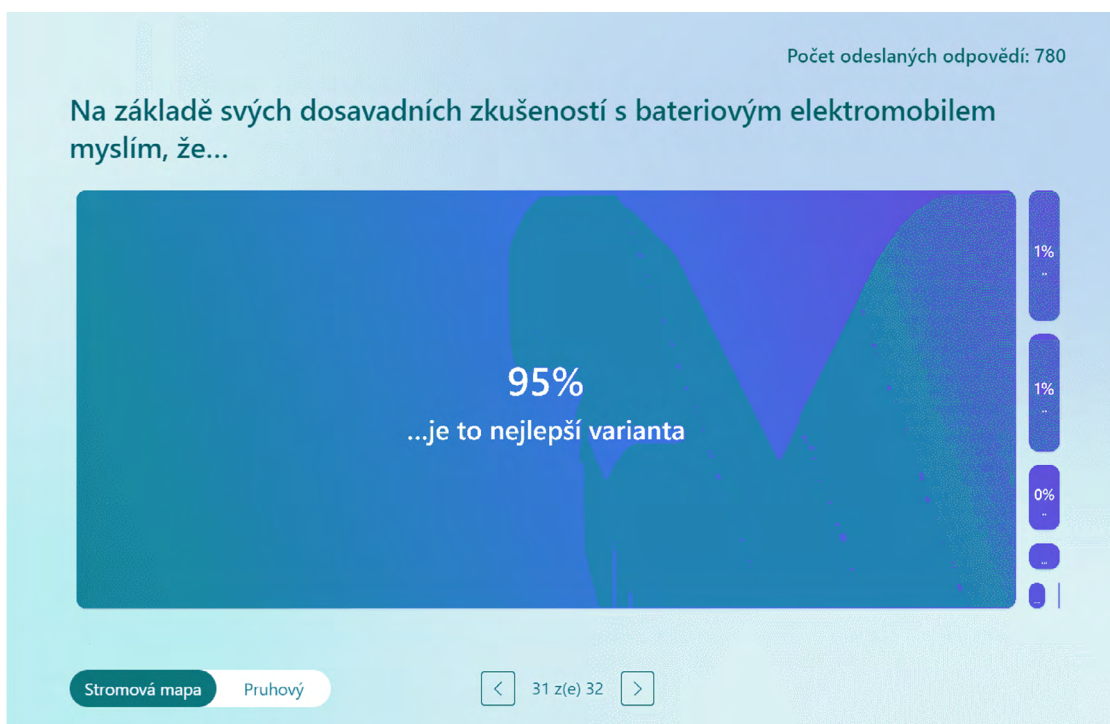 Počet odeslaných odpovědí: 780
Na základě svých dosavadních zkušeností s bateriovým elektromobilem
myslím, že...
95%
...je to nejlepší varianta
1%
..
1%
..
0%
..
...
...
Stromová mapa
Pruhový
31 z(e) 32